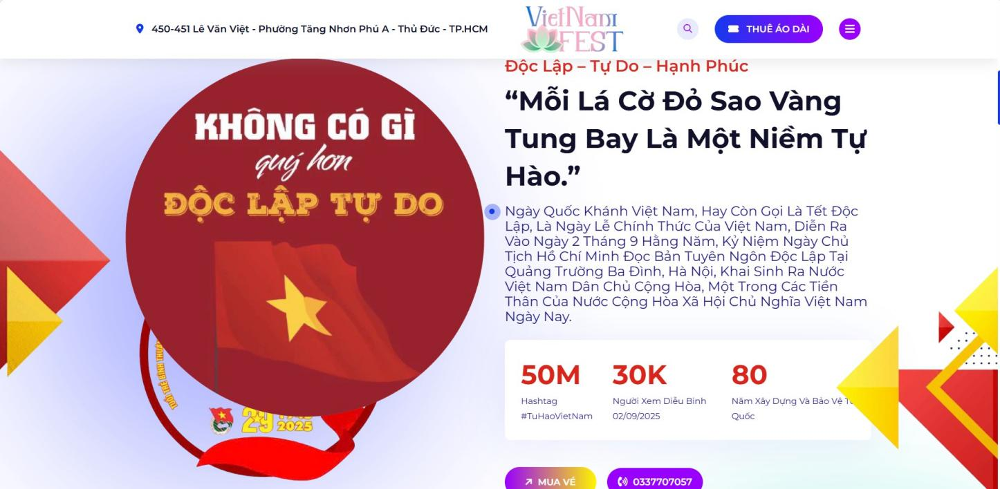 450-451 Lê Văn Việt - Phường Tăng Nhơn Phú A - Thủ Đức - TP.HCM
VietNam
FEST
THUÊ ÁO DÀI
KHÔNG CÓ GÌ
quý hơn
ĐỘC LẬP TỰ DO
TUỔI TRẺ BÌNH THUẬN
2025
Độc Lập – Tự Do – Hạnh Phúc
“Mỗi Lá Cờ Đỏ Sao Vàng
Tung Bay Là Một Niềm Tự
Hào.”
Ngày Quốc Khánh Việt Nam, Hay Còn Gọi Là Tết Độc
Lập, Là Ngày Lễ Chính Thức Của Việt Nam, Diễn Ra
Vào Ngày 2 Tháng 9 Hằng Năm, Kỷ Niệm Ngày Chủ
Tịch Hồ Chí Minh Đọc Bản Tuyên Ngôn Độc Lập Tại
Quảng Trường Ba Đình, Hà Nội, Khai Sinh Ra Nước
Việt Nam Dân Chủ Cộng Hòa, Một Trong Các Tiền
Thân Của Nước Cộng Hòa Xã Hội Chủ Nghĩa Việt Nam
Ngày Nay.
50M 30K 80
Hashtag Người Xem Diễu Binh Năm Xây Dựng Và Bảo Vệ
#TuHaoVietNam 02/09/2025 Quốc
MUA VÉ 0337707057